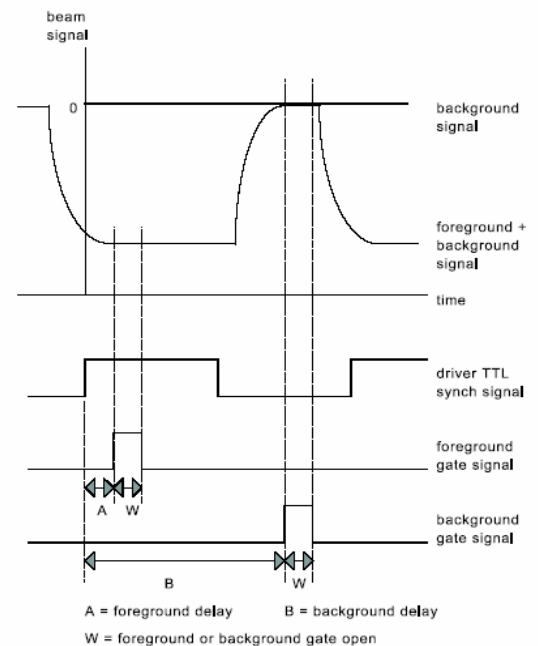 beam
signal
0
background
signal
foreground +
background
signal
time
driver TTL
synch signal
foreground
gate signal
A
W
background
gate signal
B
W
A = foreground delay
B = background delay
W = foreground or background gate open